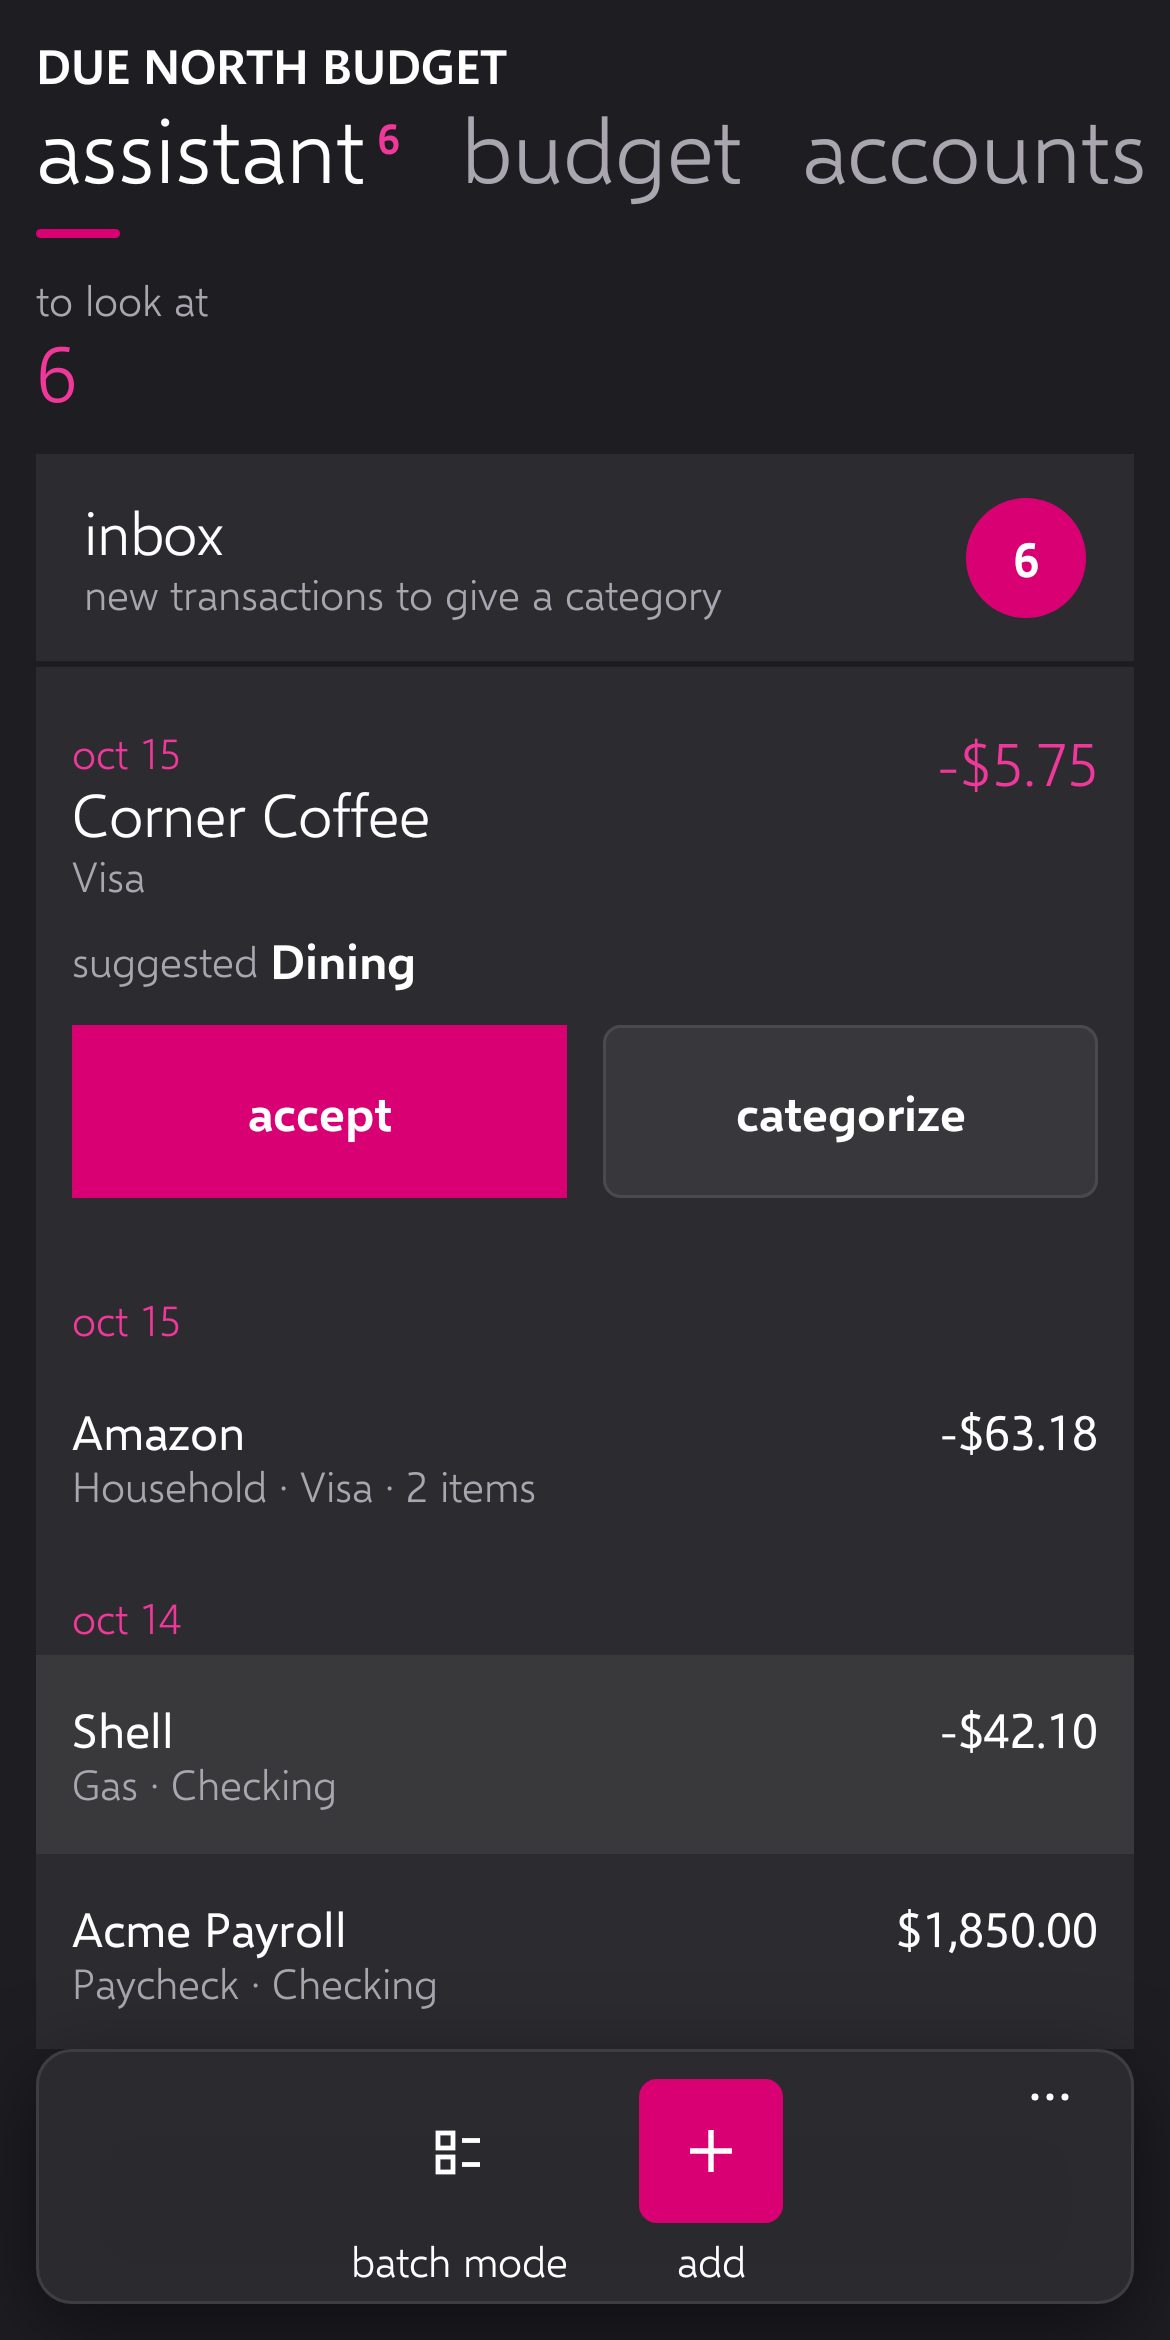 DUE NORTH BUDGET
assistant 6 budget accounts
to look at
6
inbox
new transactions to give a category
6
oct 15
-$5.75
Corner Coffee
Visa
suggested Dining
accept categorize
oct 15
Amazon -$63.18
Household · Visa · 2 items
oct 14
Shell -$42.10
Gas · Checking
Acme Payroll $1,850.00
Paycheck · Checking
batch mode add